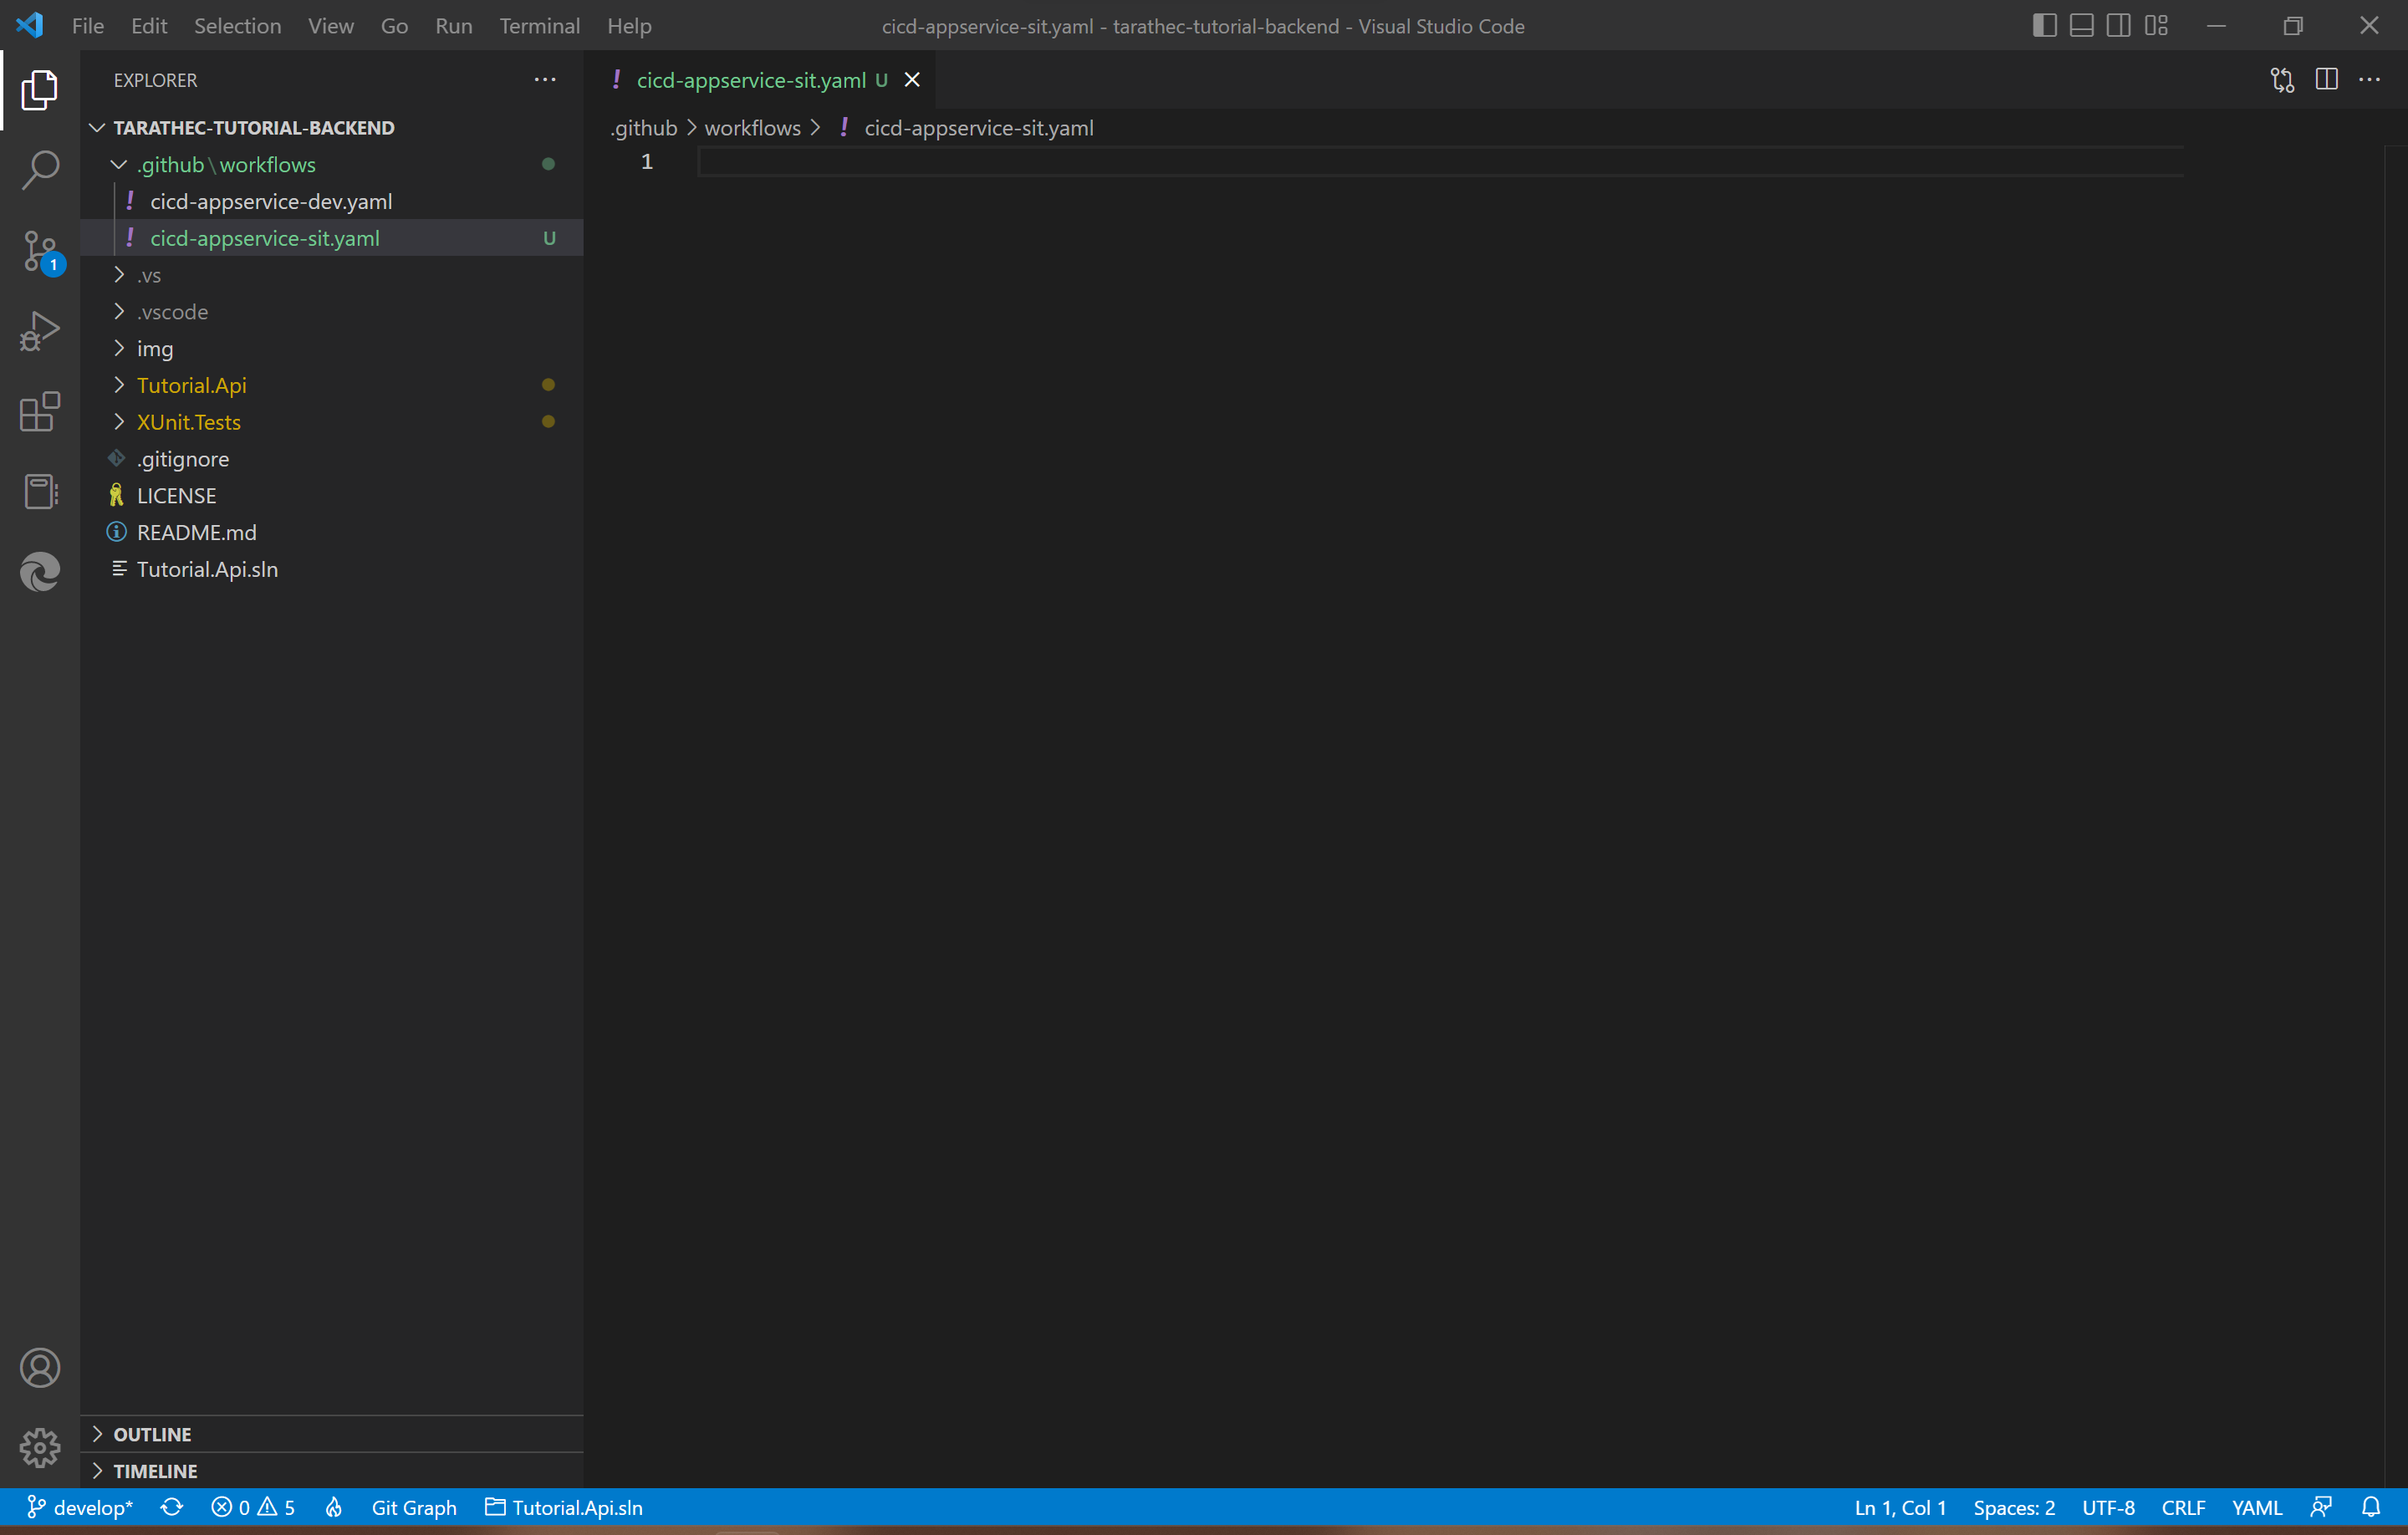 File Edit Selection View Go Run Terminal Help
cicd-appservice-sit.yaml - tarathec-tutorial-backend - Visual Studio Code
EXPLORER
TARATHEC-TUTORIAL-BACKEND
.github\workflows
! cicd-appservice-dev.yaml
! cicd-appservice-sit.yaml U
.vs
.vscode
img
Tutorial.Api
XUnit.Tests
.gitignore
LICENSE
README.md
Tutorial.Api.sln
OUTLINE
TIMELINE
! cicd-appservice-sit.yaml U
.github > workflows > ! cicd-appservice-sit.yaml
1
1
develop* 0 5 Git Graph Tutorial.Api.sln
Ln 1, Col 1 Spaces: 2 UTF-8 CRLF YAML